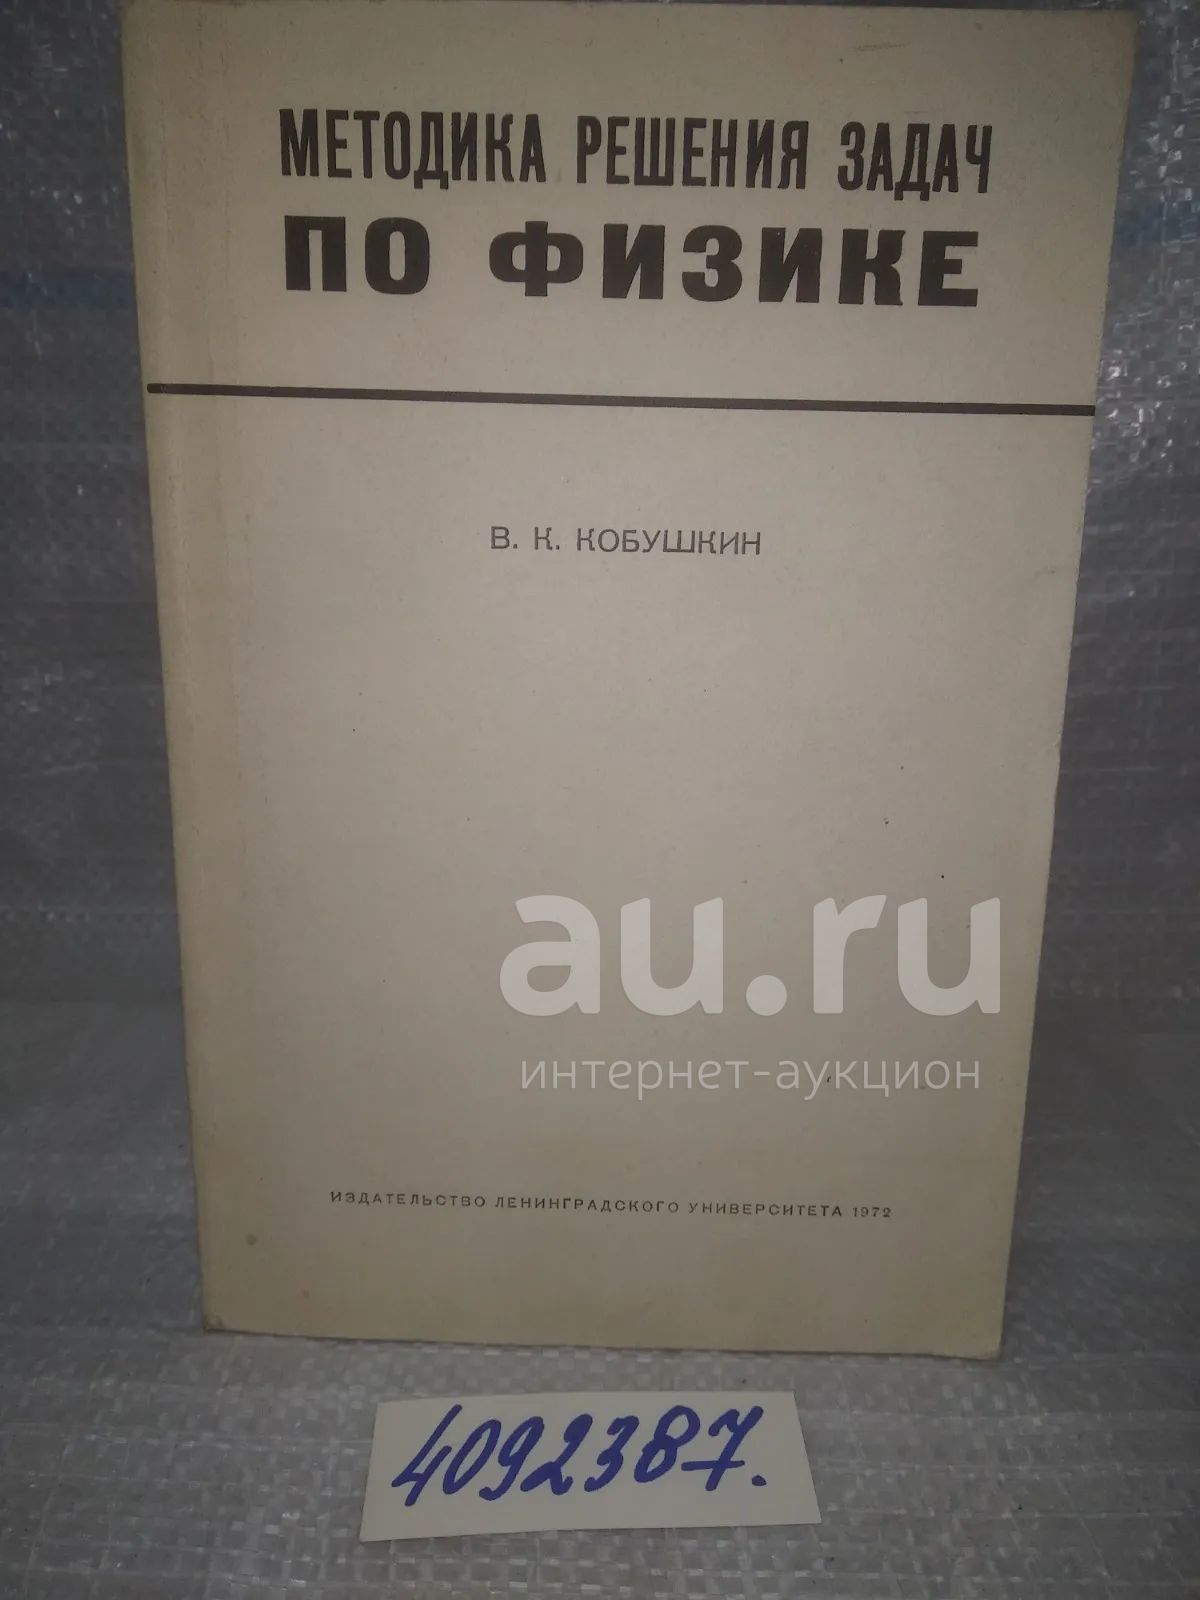 МЕТОДИКА РЕШЕНИЯ ЗАДАЧ
ПО ФИЗИКЕ
В. К. КОБУШКИН
au.ru
интернет-аукцион
ИЗДАТЕЛЬСТВО ЛЕНИНГРАДСКОГО УНИВЕРСИТЕТА 1972
4092387.